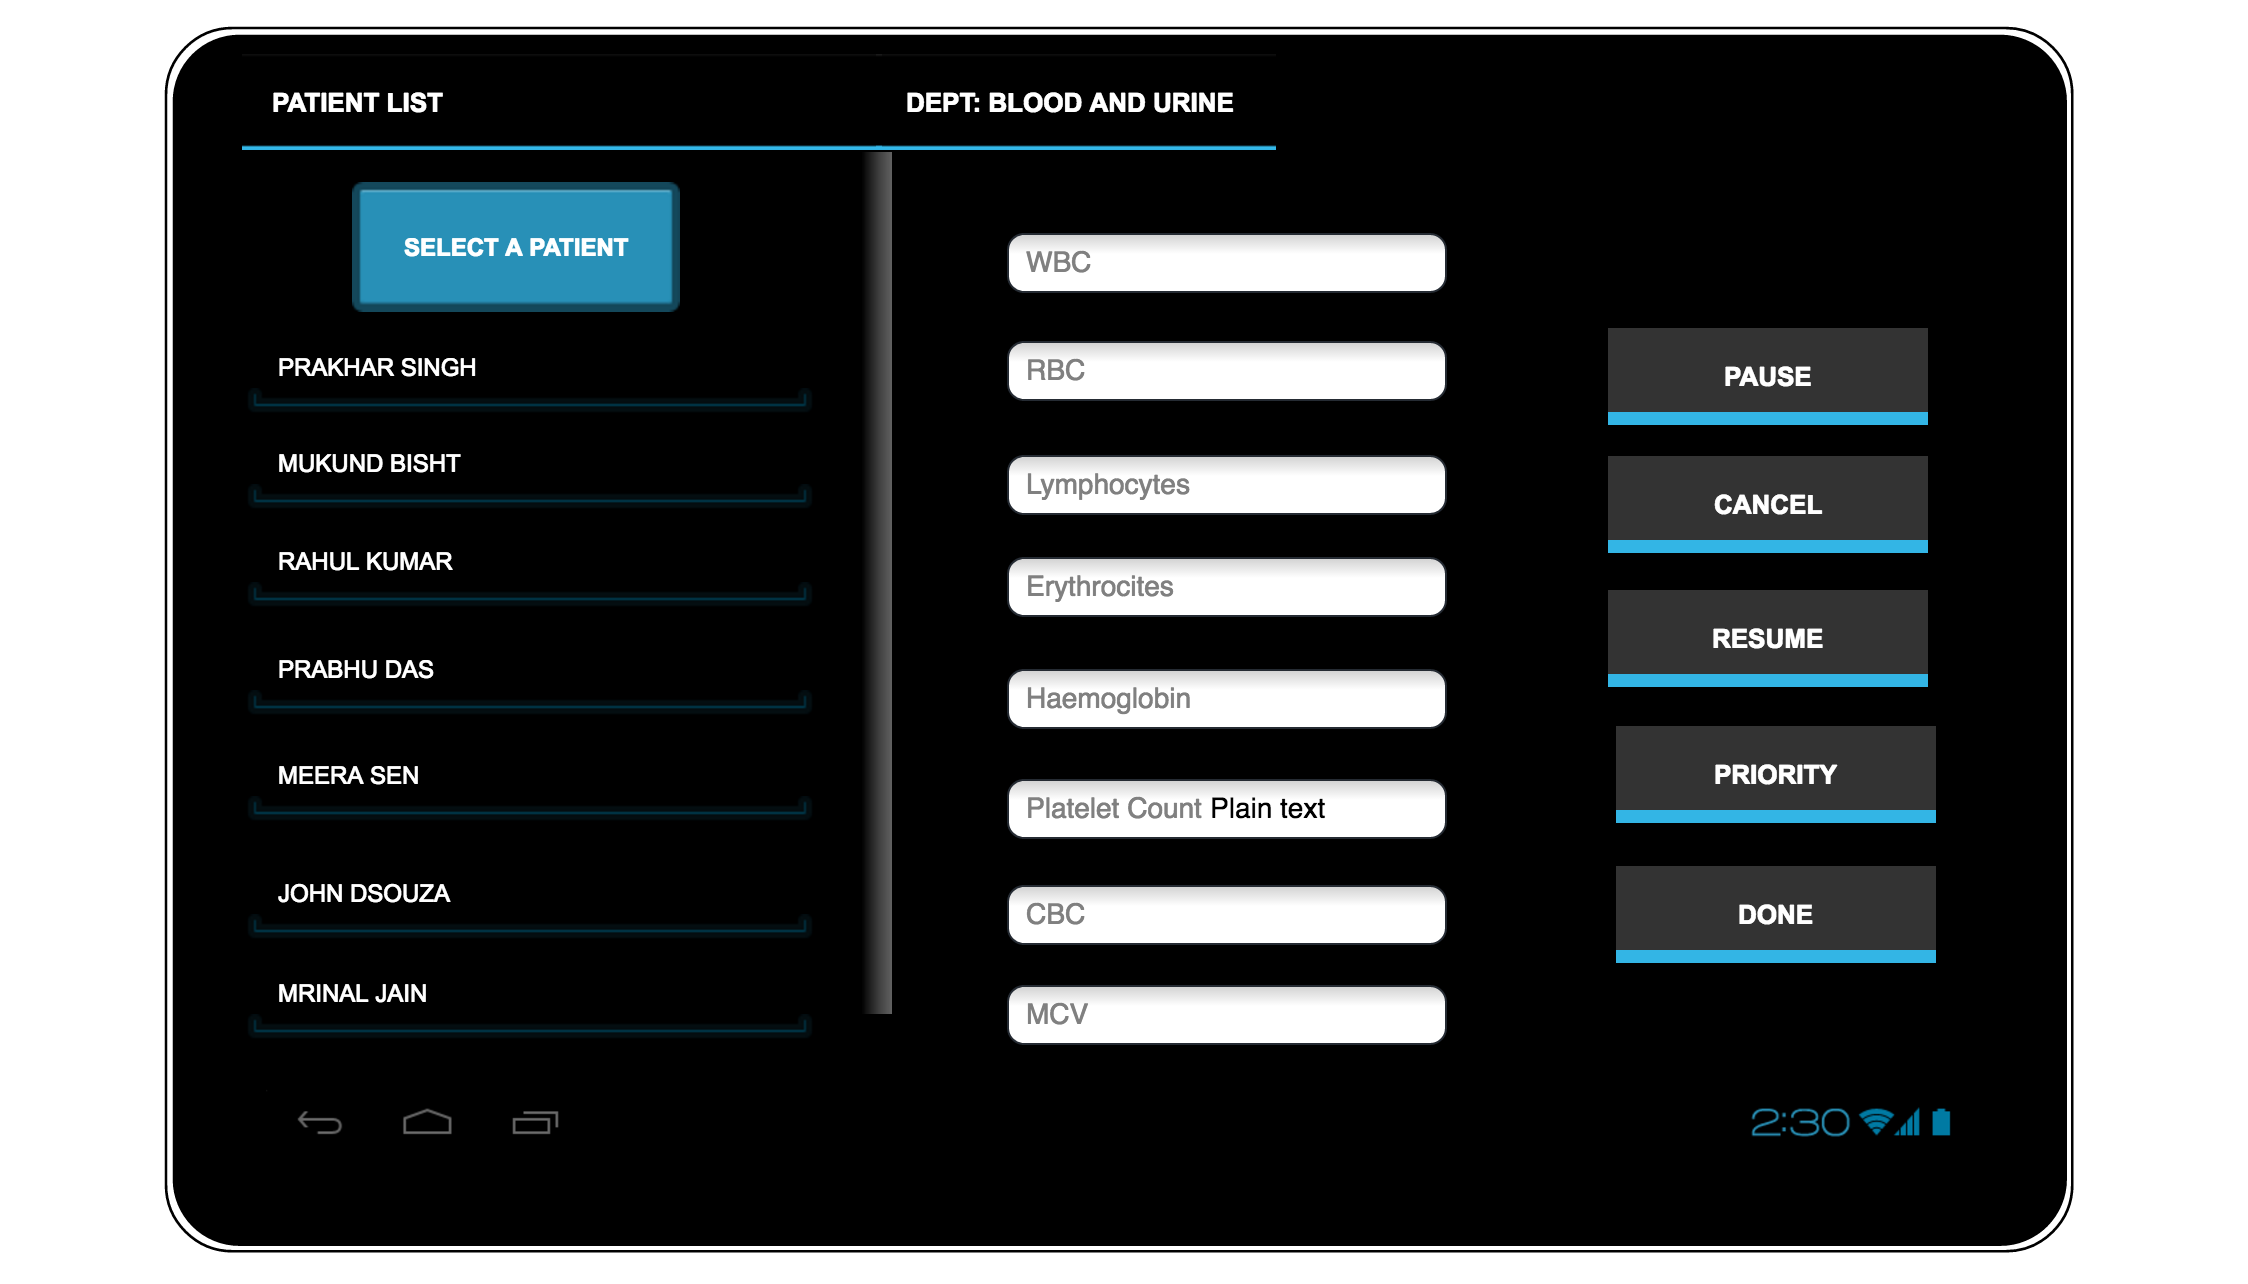 PATIENT LIST
DEPT: BLOOD AND URINE
SELECT A PATIENT
PRAKHAR SINGH
MUKUND BISHT
RAHUL KUMAR
PRABHU DAS
MEERA SEN
JOHN DSOUZA
MRINAL JAIN
WBC
RBC
Lymphocytes
Erythrocites
Haemoglobin
Platelet Count Plain text
CBC
MCV
PAUSE
CANCEL
RESUME
PRIORITY
DONE
2:30